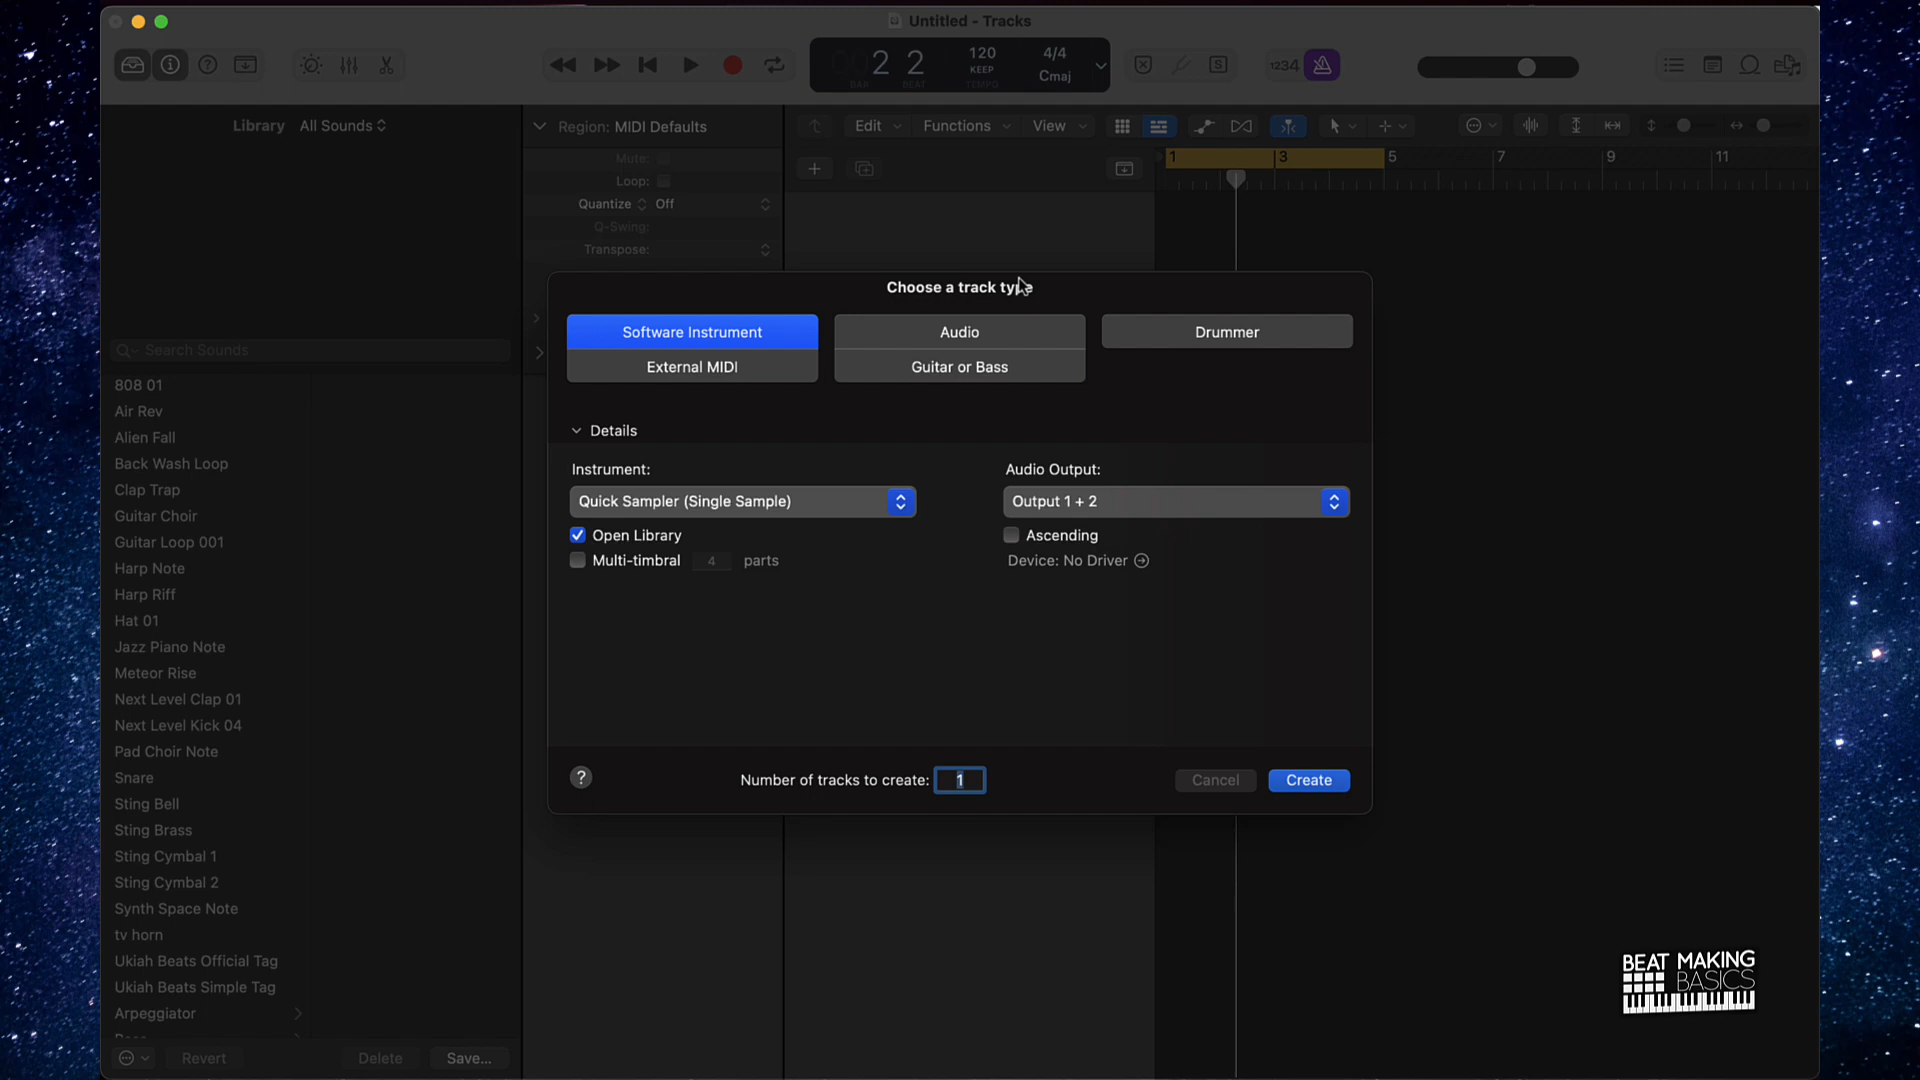 Untitled - Tracks
2 2
BAR BEAT
120
KEEP
TEMPO
4/4
Cmaj
S
1234
Library All Sounds
Region: MIDI Defaults
Edit
Functions
View
Mute:
Loop:
Quantize Off
Q-Swing:
Transpose:
1 3 5 7 9 11
Choose a track type
Software Instrument
External MIDI
Audio
Guitar or Bass
Drummer
Details
Instrument:
Quick Sampler (Single Sample)
Open Library
Multi-timbral 4 parts
Audio Output:
Output 1 + 2
Ascending
Device: No Driver
?
Number of tracks to create: 1
Cancel
Create
Search Sounds
808 01
Air Rev
Alien Fall
Back Wash Loop
Clap Trap
Guitar Choir
Guitar Loop 001
Harp Note
Harp Riff
Hat 01
Jazz Piano Note
Meteor Rise
Next Level Clap 01
Next Level Kick 04
Pad Choir Note
Snare
Sting Bell
Sting Brass
Sting Cymbal 1
Sting Cymbal 2
Synth Space Note
tv horn
Ukiah Beats Official Tag
Ukiah Beats Simple Tag
Arpeggiator
Revert
Delete
Save...
BEAT MAKING
BASICS